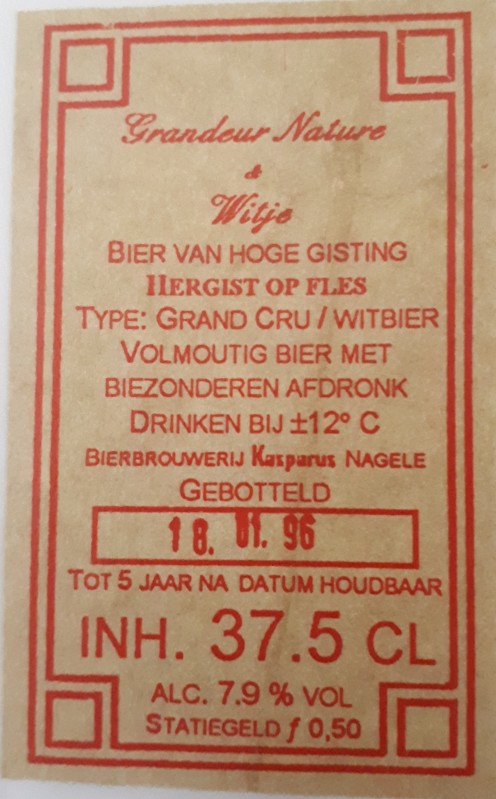 Grandeur Nature
&
Witje
BIER VAN HOGE GISTING
HERGIST OP FLES
TYPE: GRAND CRU / WITBIER
VOLMOUTIG BIER MET
BIEZONDEREN AFDRONK
DRINKEN BIJ ±12° C
BIERBROUWERIJ Kasparus NAGELE
GEBOTTELD
18. 01. 96
TOT 5 JAAR NA DATUM HOUDBAAR
INH. 37.5 CL
ALC. 7.9 % VOL
STATIEGELD ƒ 0,50